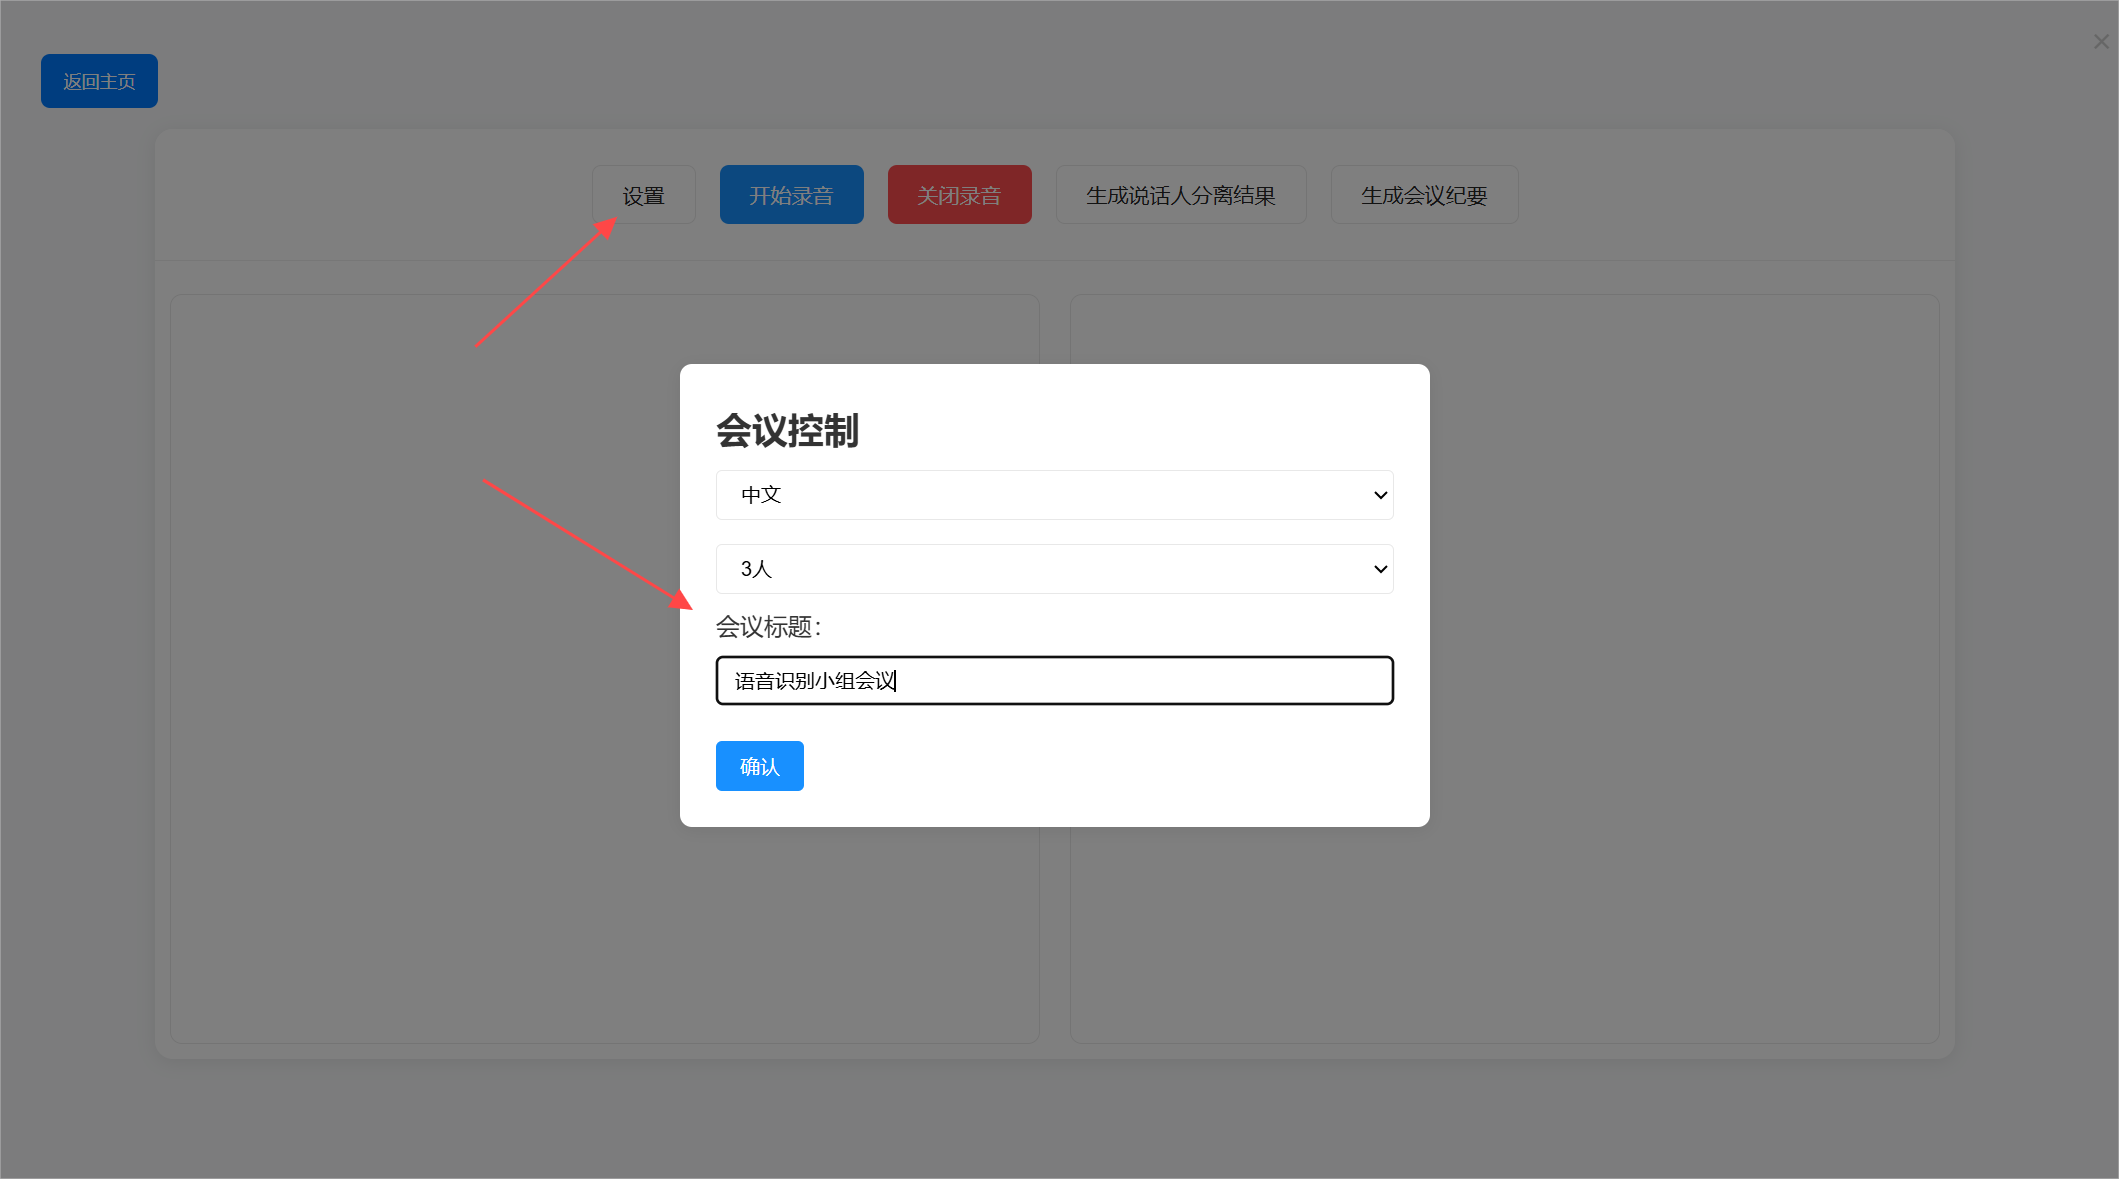 返回主页
设置 开始录音 关闭录音 生成说话人分离结果 生成会议纪要
会议控制
中文
3人
会议标题：
语音识别小组会议
确认